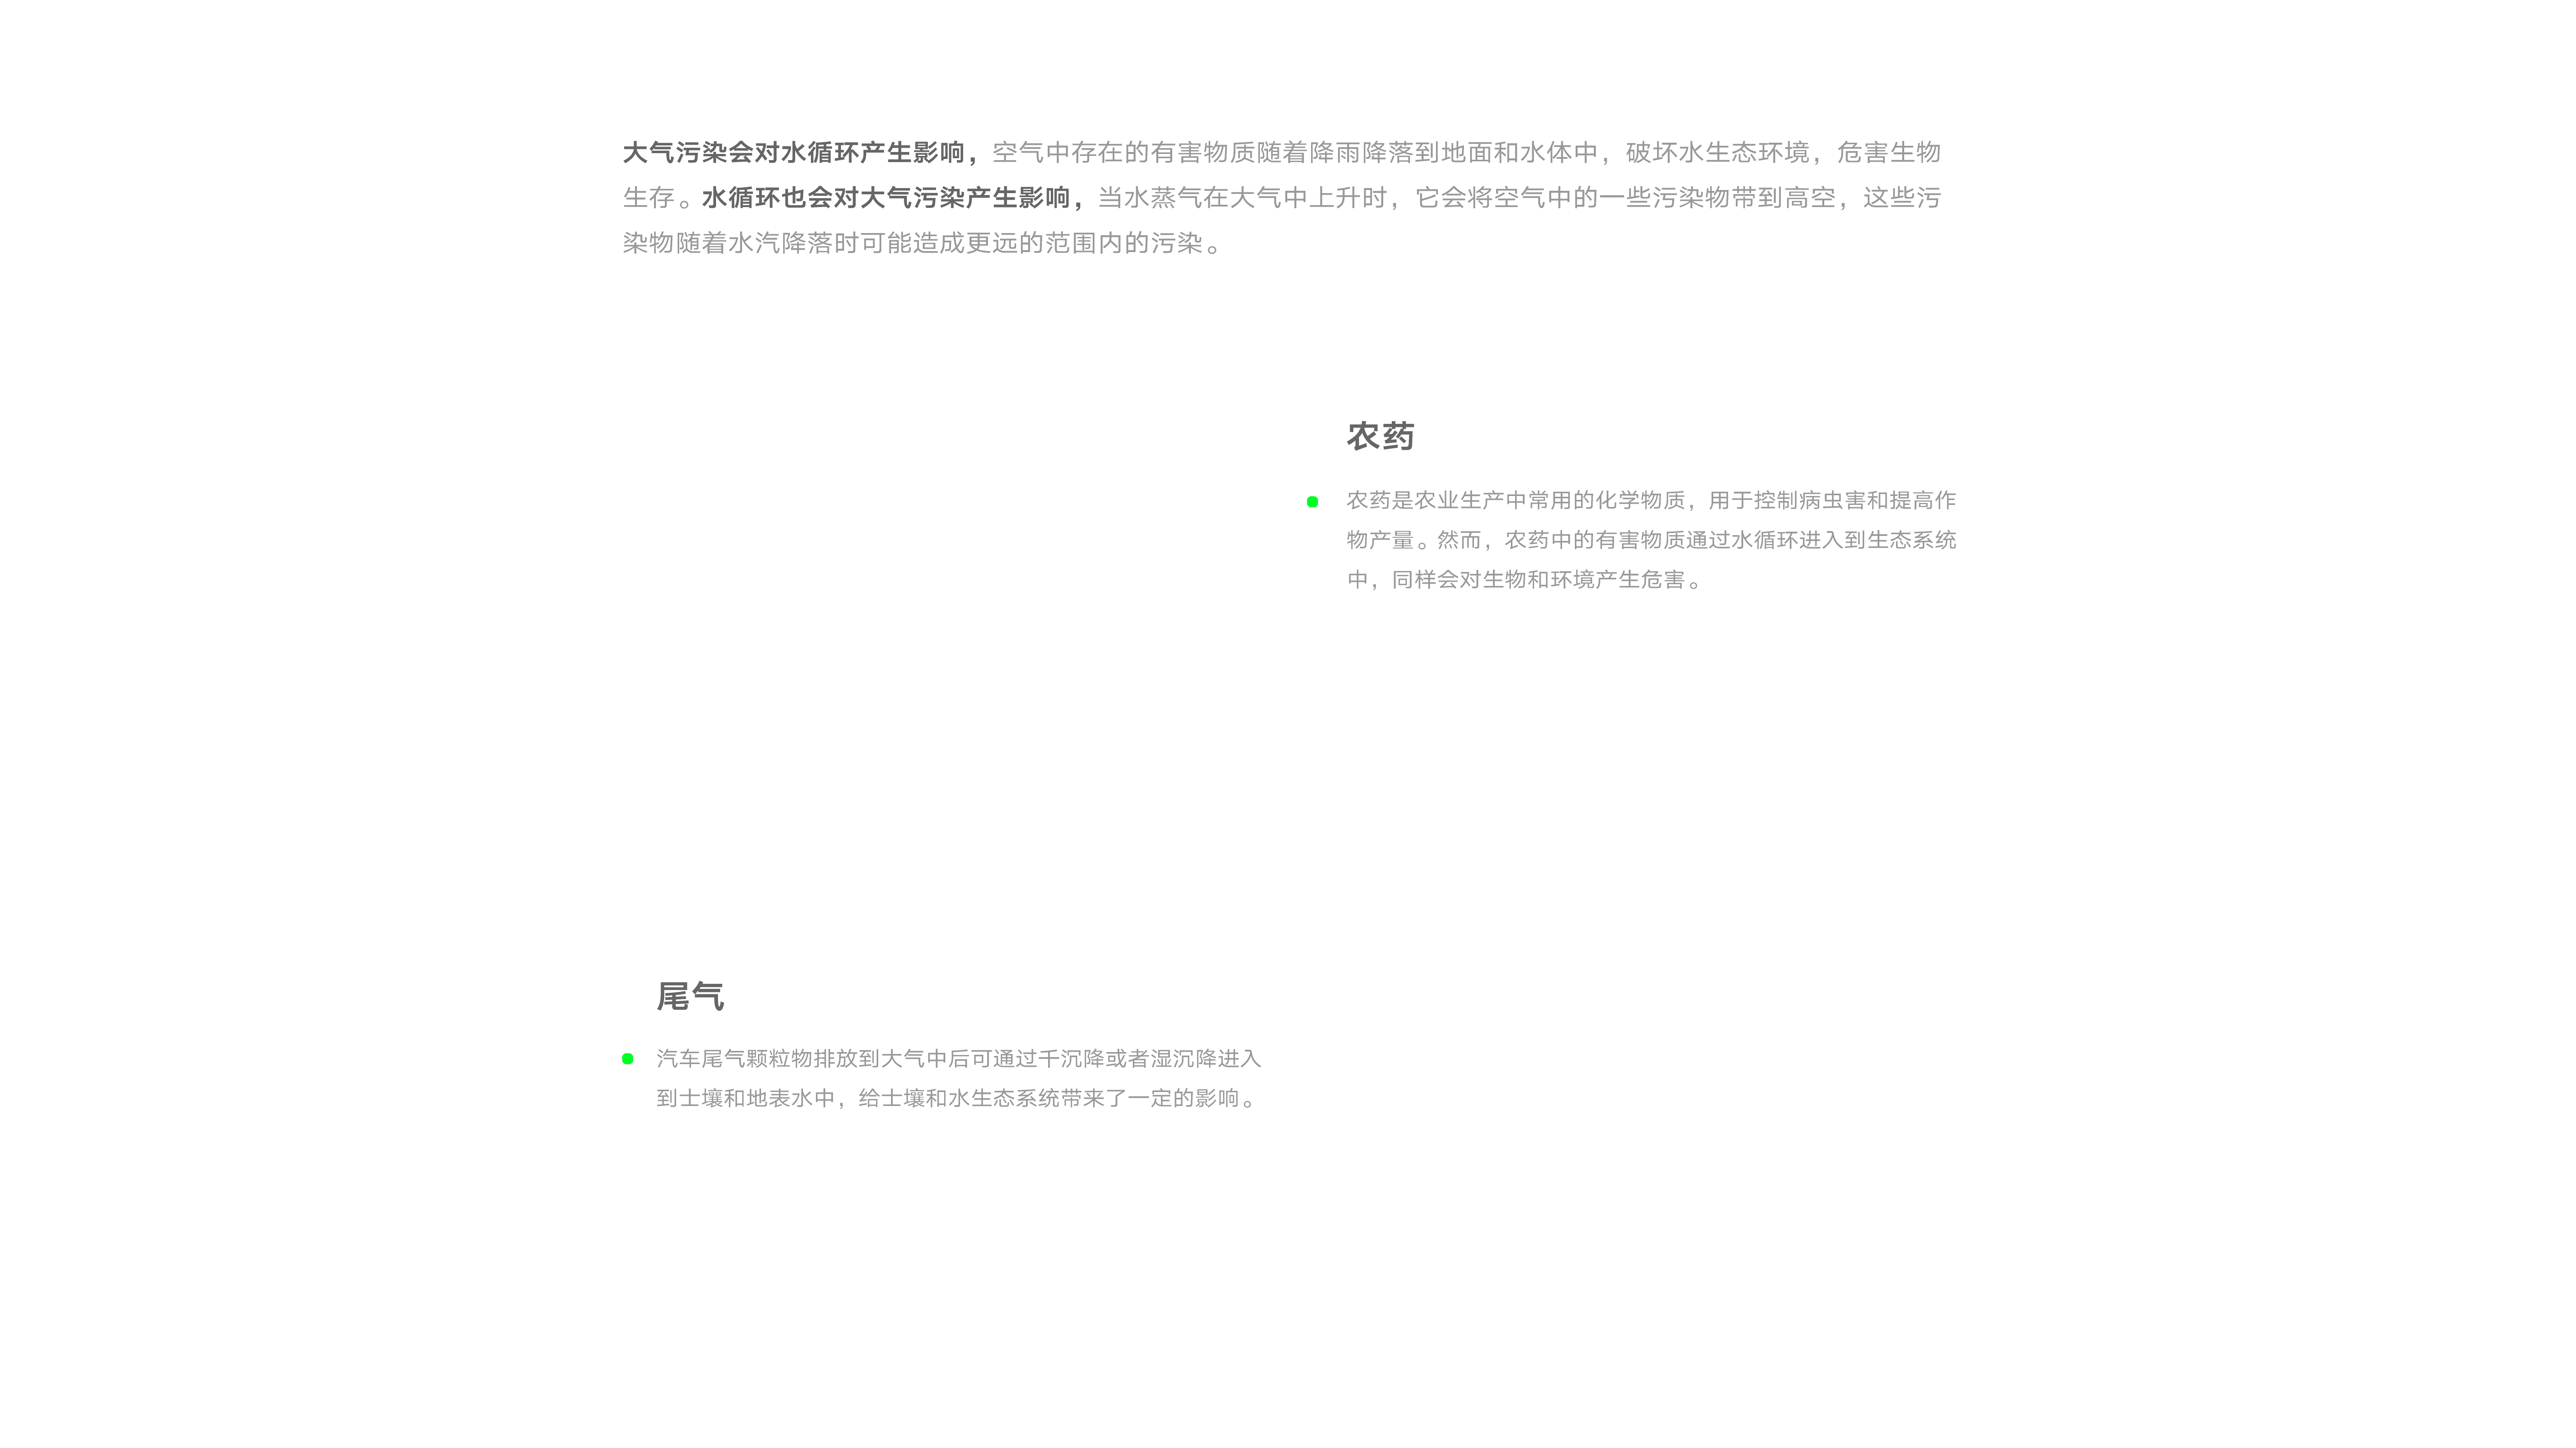 大气污染会对水循环产生影响，空气中存在的有害物质随着降雨降落到地面和水体中，破坏水生态环境，危害生物
生存。水循环也会对大气污染产生影响，当水蒸气在大气中上升时，它会将空气中的一些污染物带到高空，这些污
染物随着水汽降落时可能造成更远的范围内的污染。
农药
农药是农业生产中常用的化学物质，用于控制病虫害和提高作
物产量。然而，农药中的有害物质通过水循环进入到生态系统
中，同样会对生物和环境产生危害。
尾气
汽车尾气颗粒物排放到大气中后可通过千沉降或者湿沉降进入
到士壤和地表水中，给士壤和水生态系统带来了一定的影响。